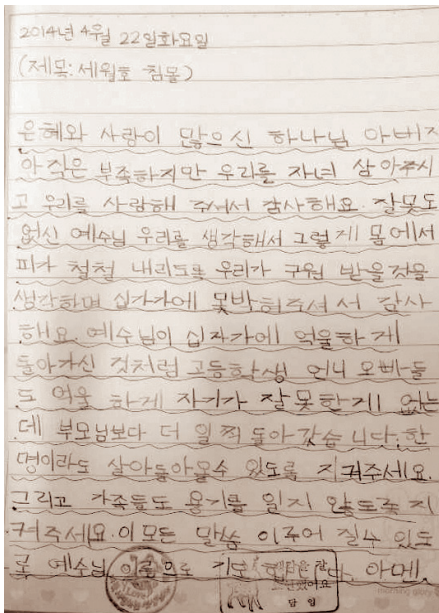 2014년 4월 22일화요일
(제목: 세월호 침몰)
은혜와 사랑이 많으신 하나님 아버지
아직은 부족하지만 우리를 자녀 삼아주시
고 우리를 사랑해 주셔서 감사해요. 잘못도
없신 예수님 우리를 생각해서 그렇게 몸에서
피가 철철 내리도록 우리가 구원 받을것을
생각하며 십자가에 못박혀주셔서 감사
해요. 예수님이 십자가에 억울하게
돌아가신 것처럼 고등학생 언니 오빠들
도 억울하게 자기가 잘못한게 없는
데 부모님보다 더 일찍 돌아갔습니다. 한
명이라도 살아돌아올수 있도록 지켜주세요.
그리고 가족들도 용기를 잃지 않도록 지
켜주세요. 이 모든 말씀 이루어 질수 있도
록 예수님 이름으로 기도 합니다. 아멘.
담임